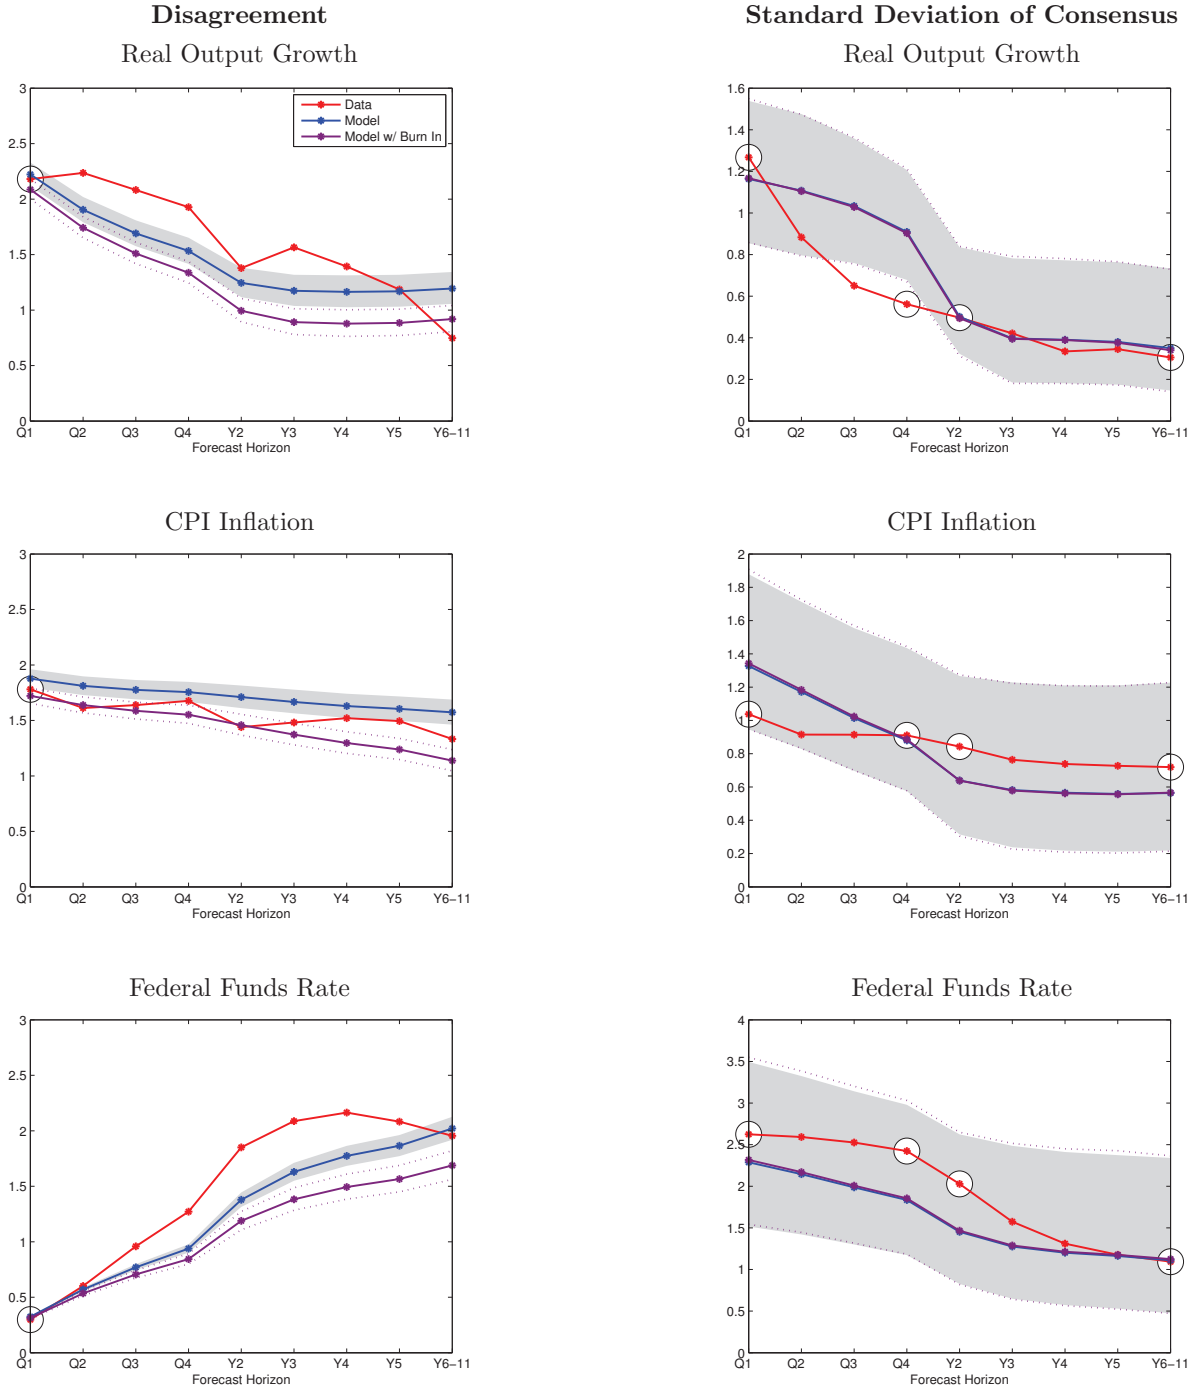 Disagreement
Real Output Growth
3
2.5
2
1.5
1
0.5
0
Data
Model
Model w/ Burn In
Q1 Q2 Q3 Q4 Y2 Y3 Y4 Y5 Y6−11
Forecast Horizon
Standard Deviation of Consensus
Real Output Growth
1.6
1.4
1.2
1
0.8
0.6
0.4
0.2
0
Q1 Q2 Q3 Q4 Y2 Y3 Y4 Y5 Y6−11
Forecast Horizon
CPI Inflation
3
2.5
2
1.5
1
0.5
0
Q1 Q2 Q3 Q4 Y2 Y3 Y4 Y5 Y6−11
Forecast Horizon
CPI Inflation
2
1.8
1.6
1.4
1.2
1
0.8
0.6
0.4
0.2
0
Q1 Q2 Q3 Q4 Y2 Y3 Y4 Y5 Y6−11
Forecast Horizon
Federal Funds Rate
3
2.5
2
1.5
1
0.5
0
Q1 Q2 Q3 Q4 Y2 Y3 Y4 Y5 Y6−11
Forecast Horizon
Federal Funds Rate
4
3.5
3
2.5
2
1.5
1
0.5
0
Q1 Q2 Q3 Q4 Y2 Y3 Y4 Y5 Y6−11
Forecast Horizon